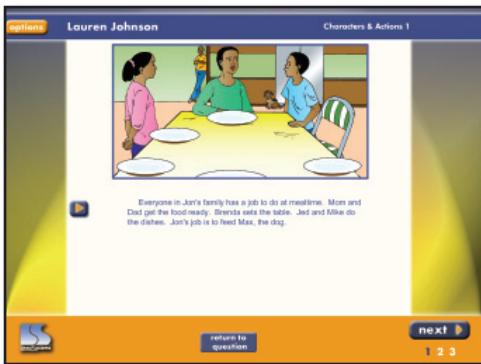 options
Lauren Johnson
Characters & Actions 1
Everyone in Jon's family has a job to do at mealtime. Mom and
Dad get the food ready. Brenda sets the table. Jed and Mike do
the dishes. Jon's job is to feed Max, the dog.
return to
question
next
1 2 3